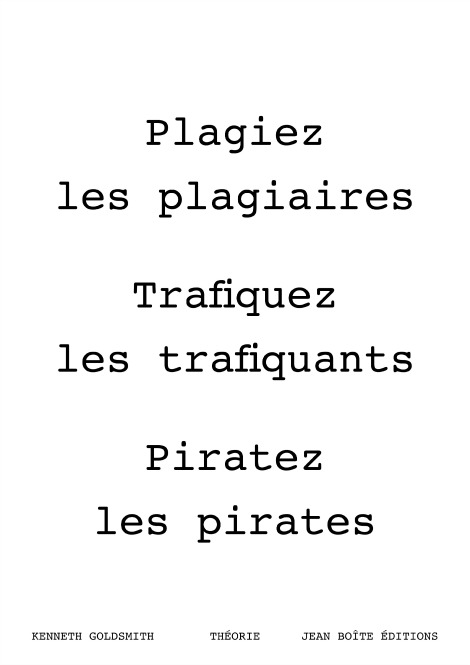 Plagiez
les plagiaires
Trafiquez
les trafiquants
Piratez
les pirates
KENNETH GOLDSMITH THÉORIE JEAN BOÎTE ÉDITIONS